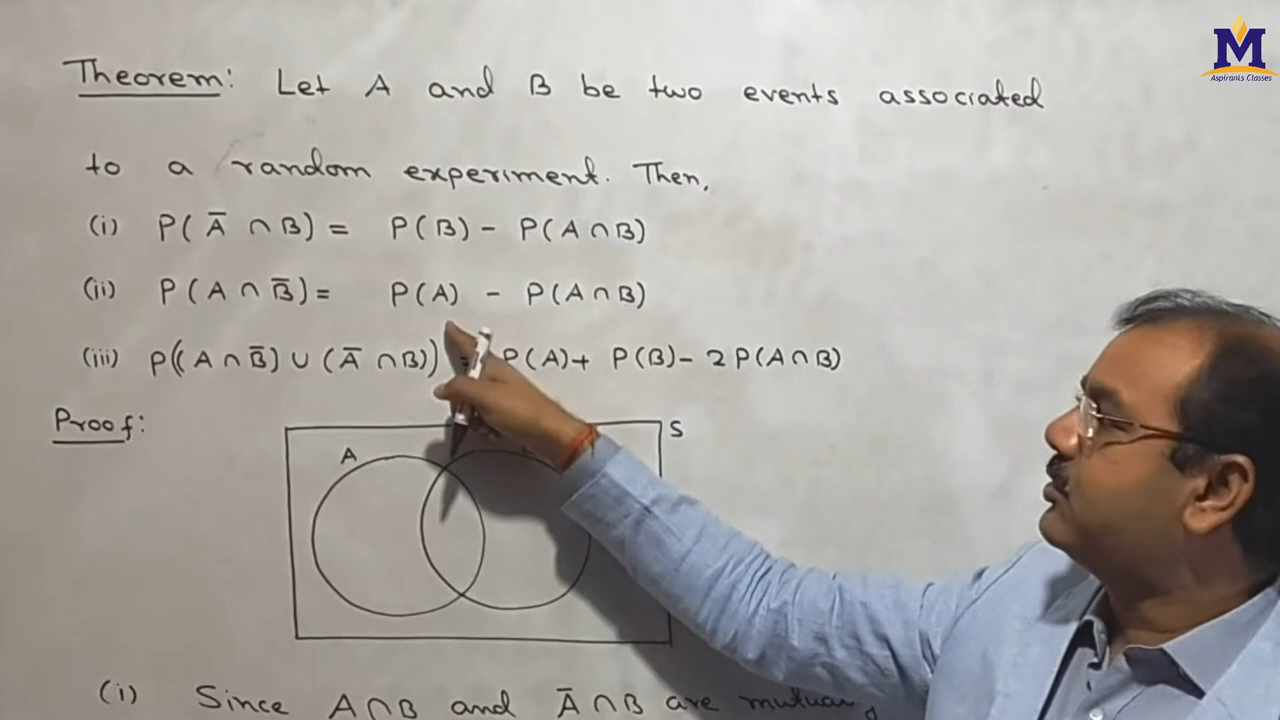 M
Aspirants Classes
Theorem: Let A and B be two events associated
to a random experiment. Then,
(i) P(Ā ∩ B) = P(B) - P(A ∩ B)
(ii) P(A ∩ B̄) = P(A) - P(A ∩ B)
(iii) P((A ∩ B̄) ∪ (Ā ∩ B)) = P(A) + P(B) - 2P(A ∩ B)
Proof:
S
A
(i) Since A∩B and Ā∩B are